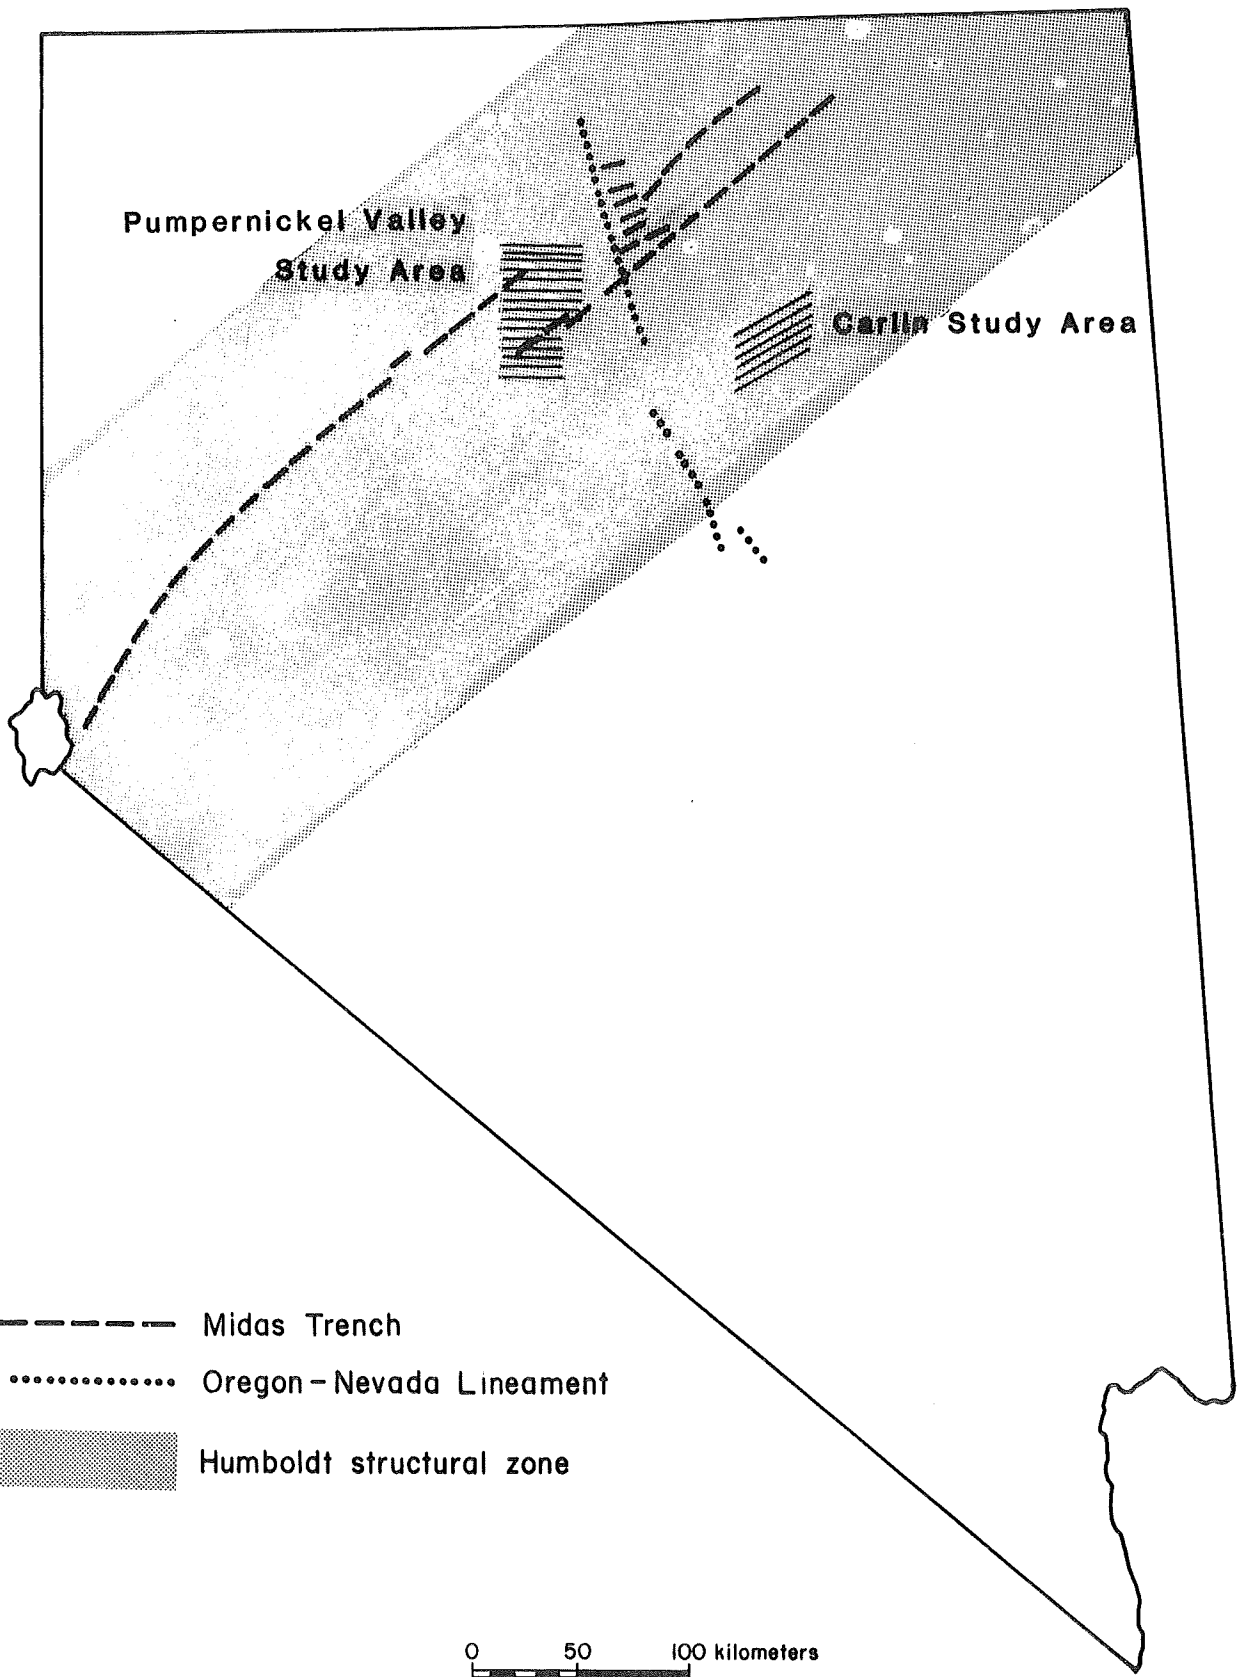 Pumpernickel Valley
Study Area
Carlin Study Area
Midas Trench
Oregon-Nevada Lineament
Humboldt structural zone
0 50 100 kilometers